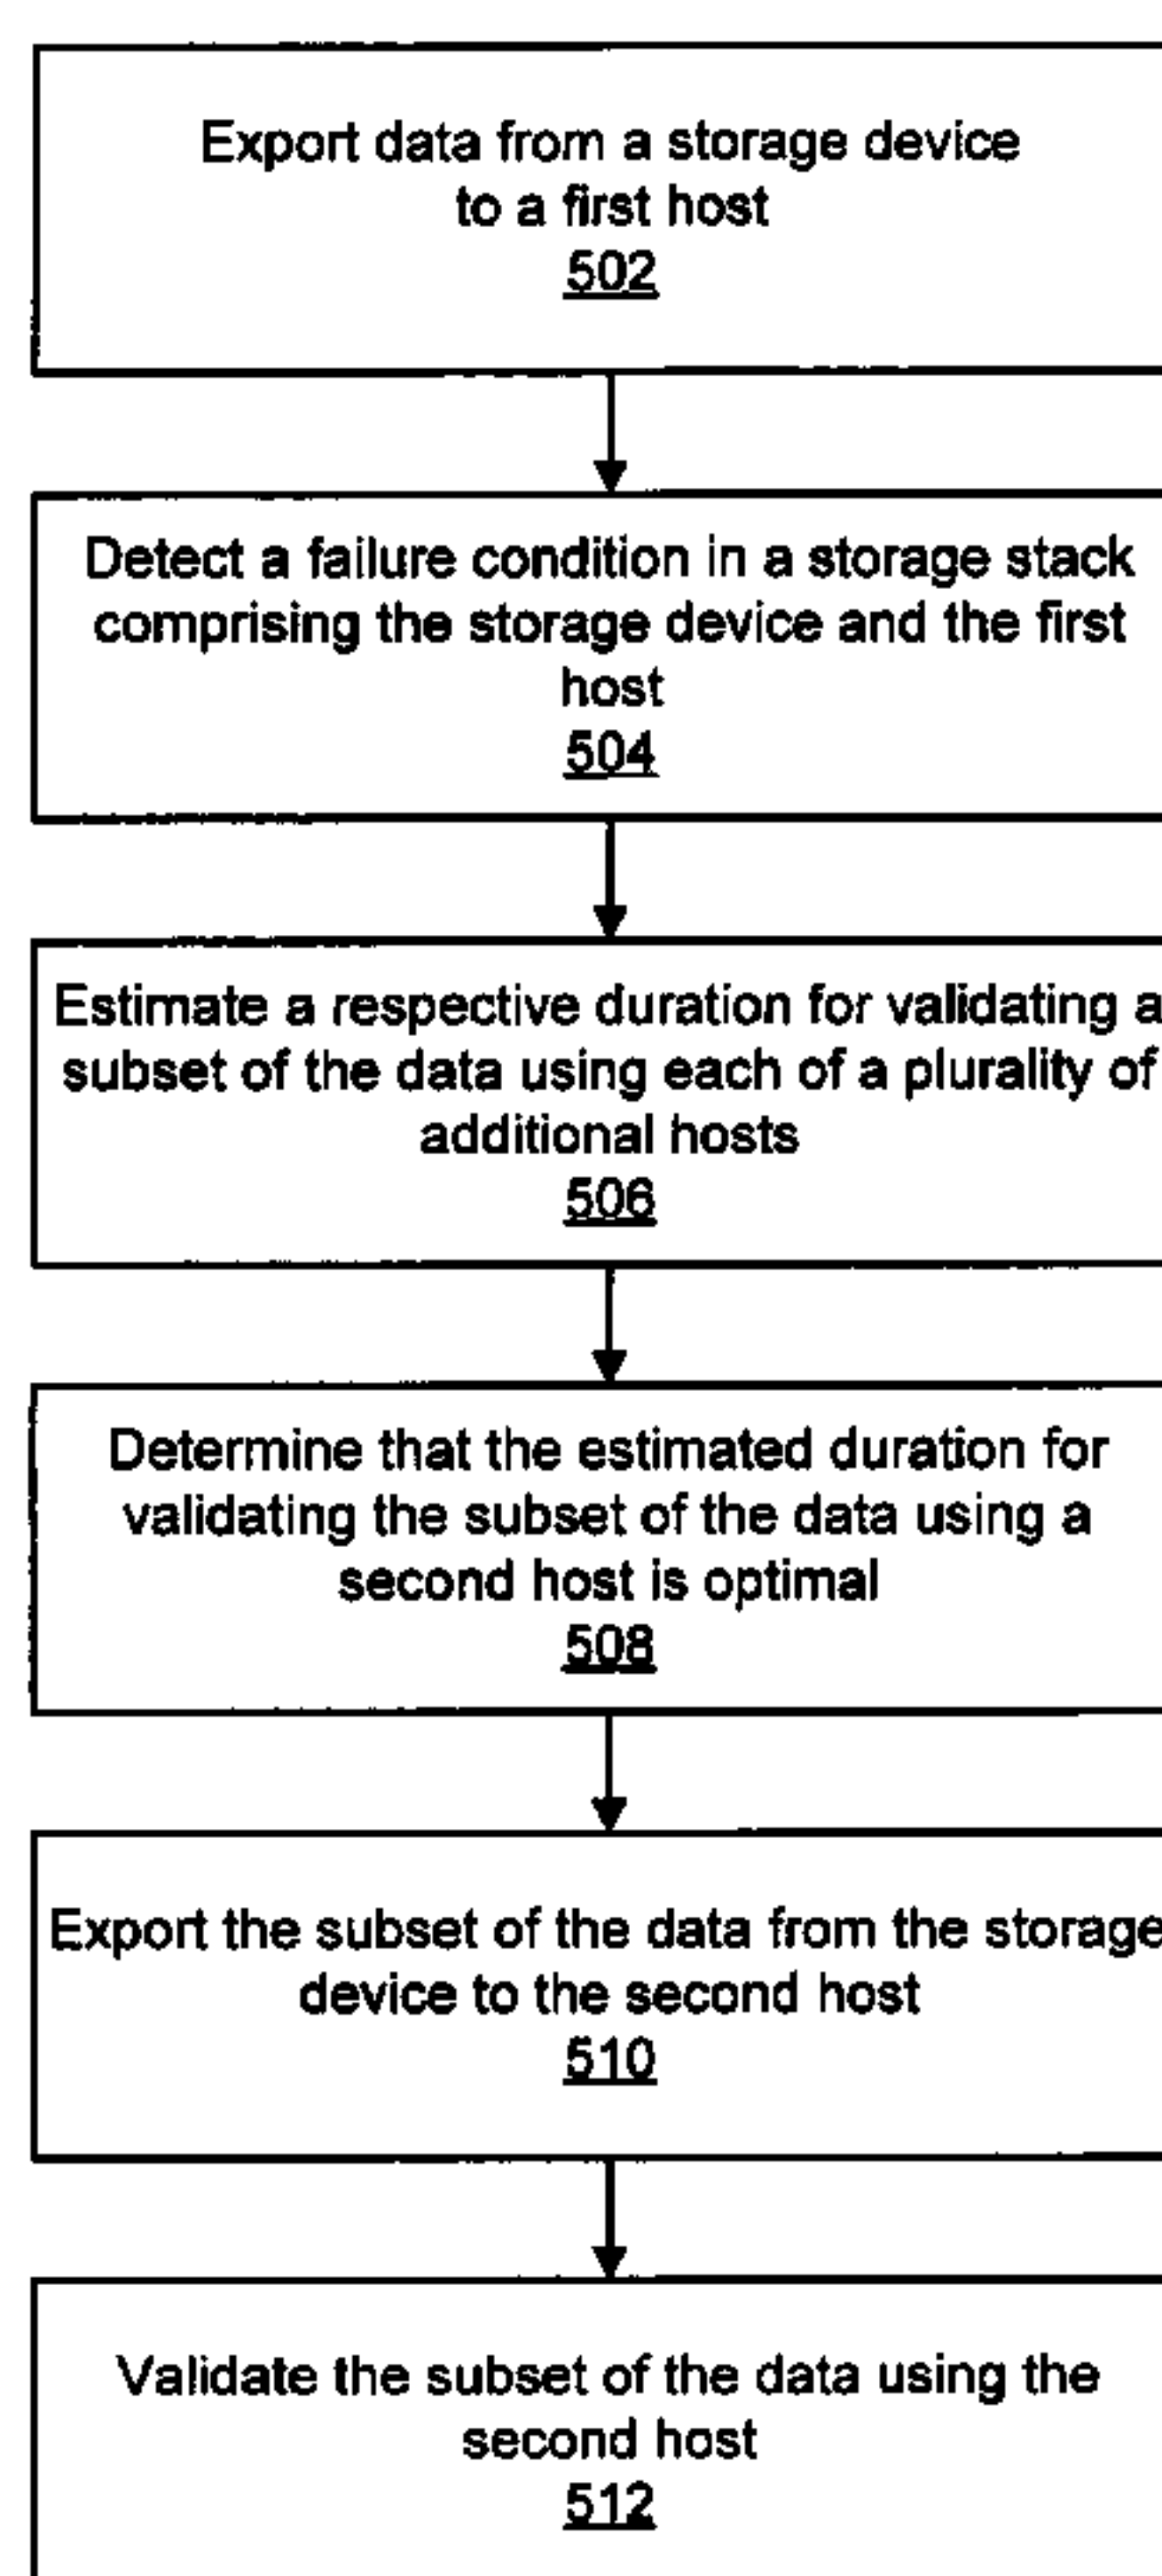 Export data from a storage device
to a first host
502
Detect a failure condition in a storage stack
comprising the storage device and the first
host
504
Estimate a respective duration for validating a
subset of the data using each of a plurality of
additional hosts
506
Determine that the estimated duration for
validating the subset of the data using a
second host is optimal
508
Export the subset of the data from the storage
device to the second host
510
Validate the subset of the data using the
second host
512